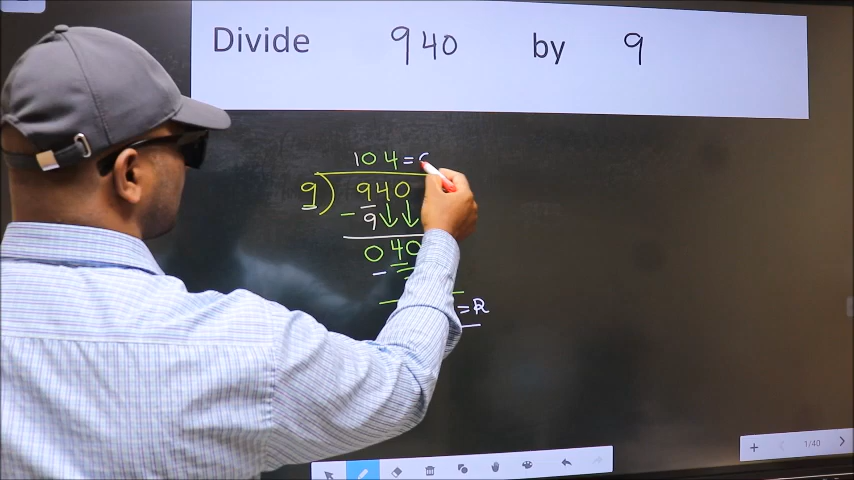 Divide 940 by 9
104 =
9 ) 940
- 9
040
-
= R
1/40